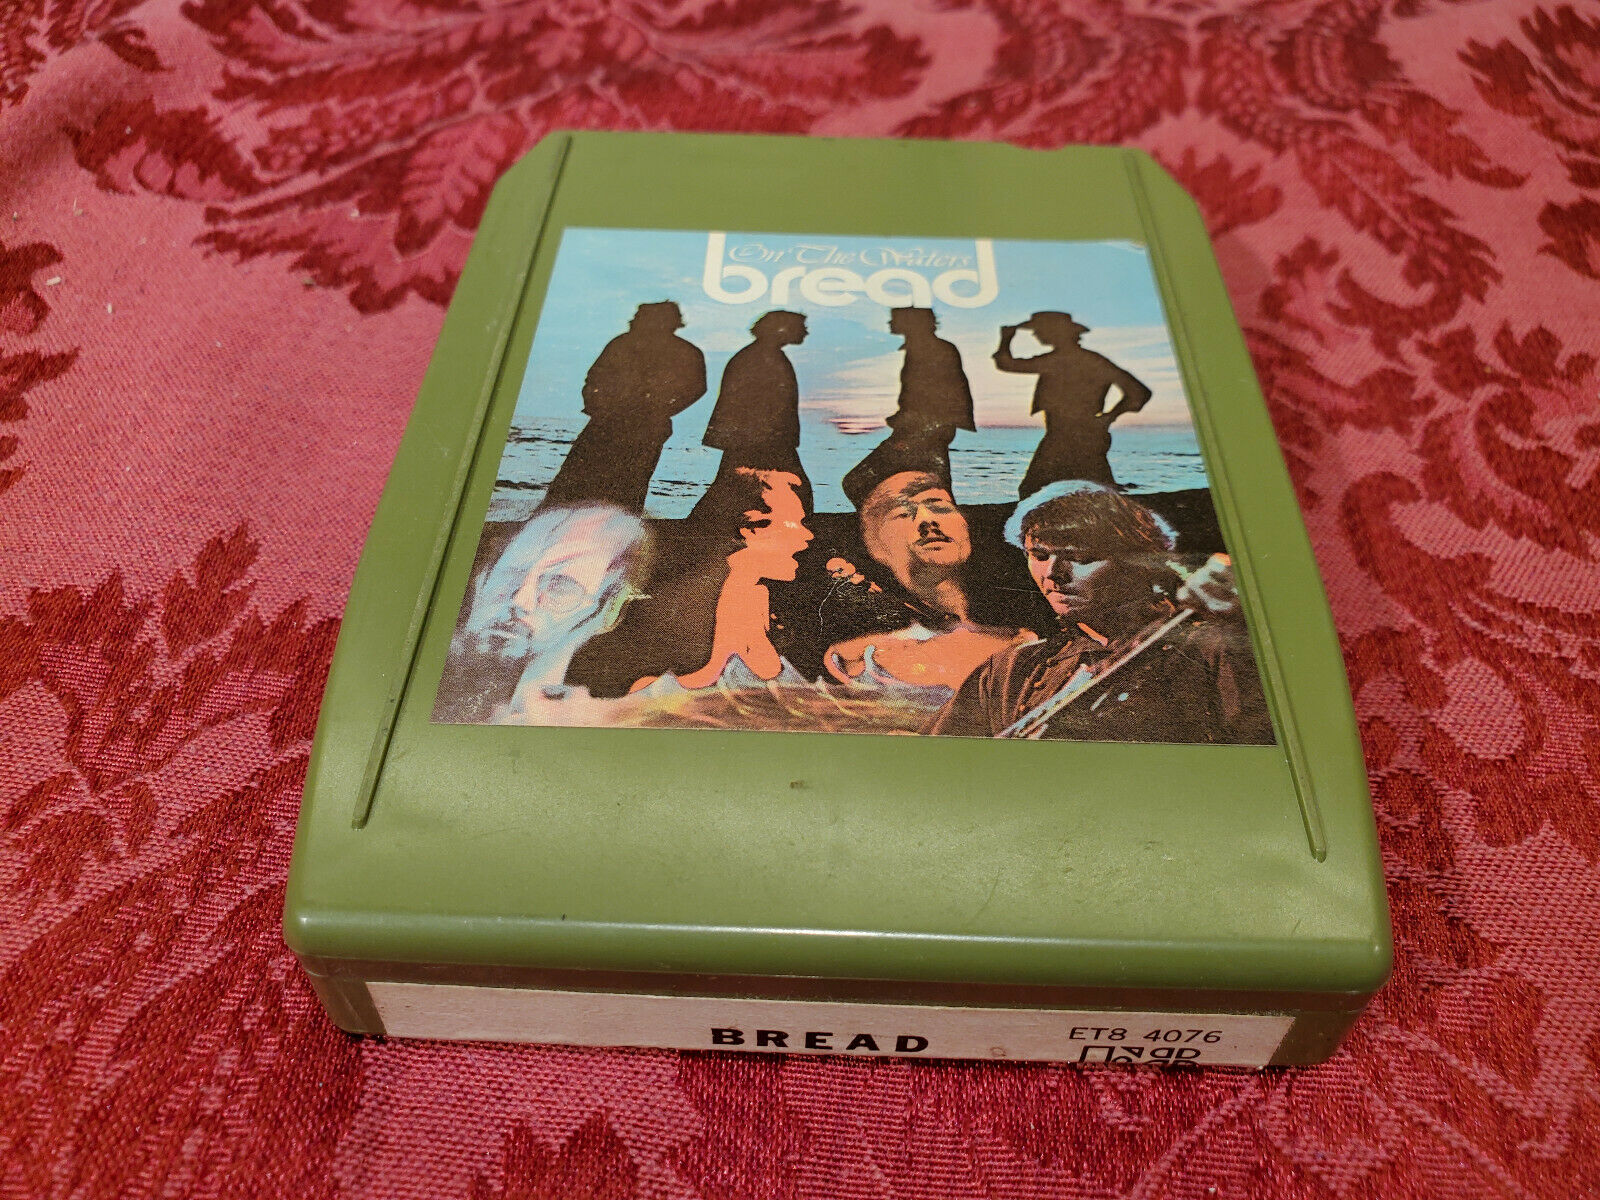 On The Waters
bread
BREAD
ET8 4076